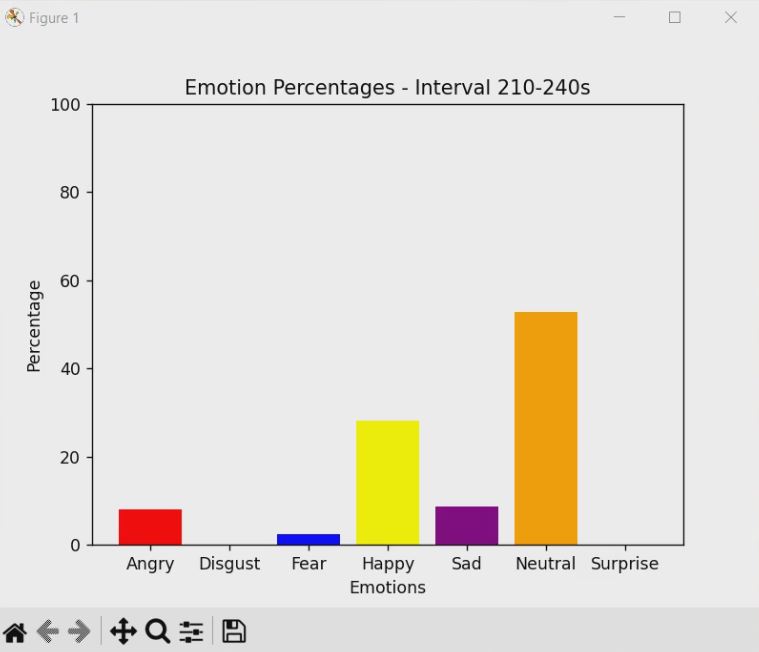 Figure 1
Emotion Percentages - Interval 210-240s
100
80
60
40
20
0
Percentage
Angry Disgust Fear Happy Sad Neutral Surprise
Emotions